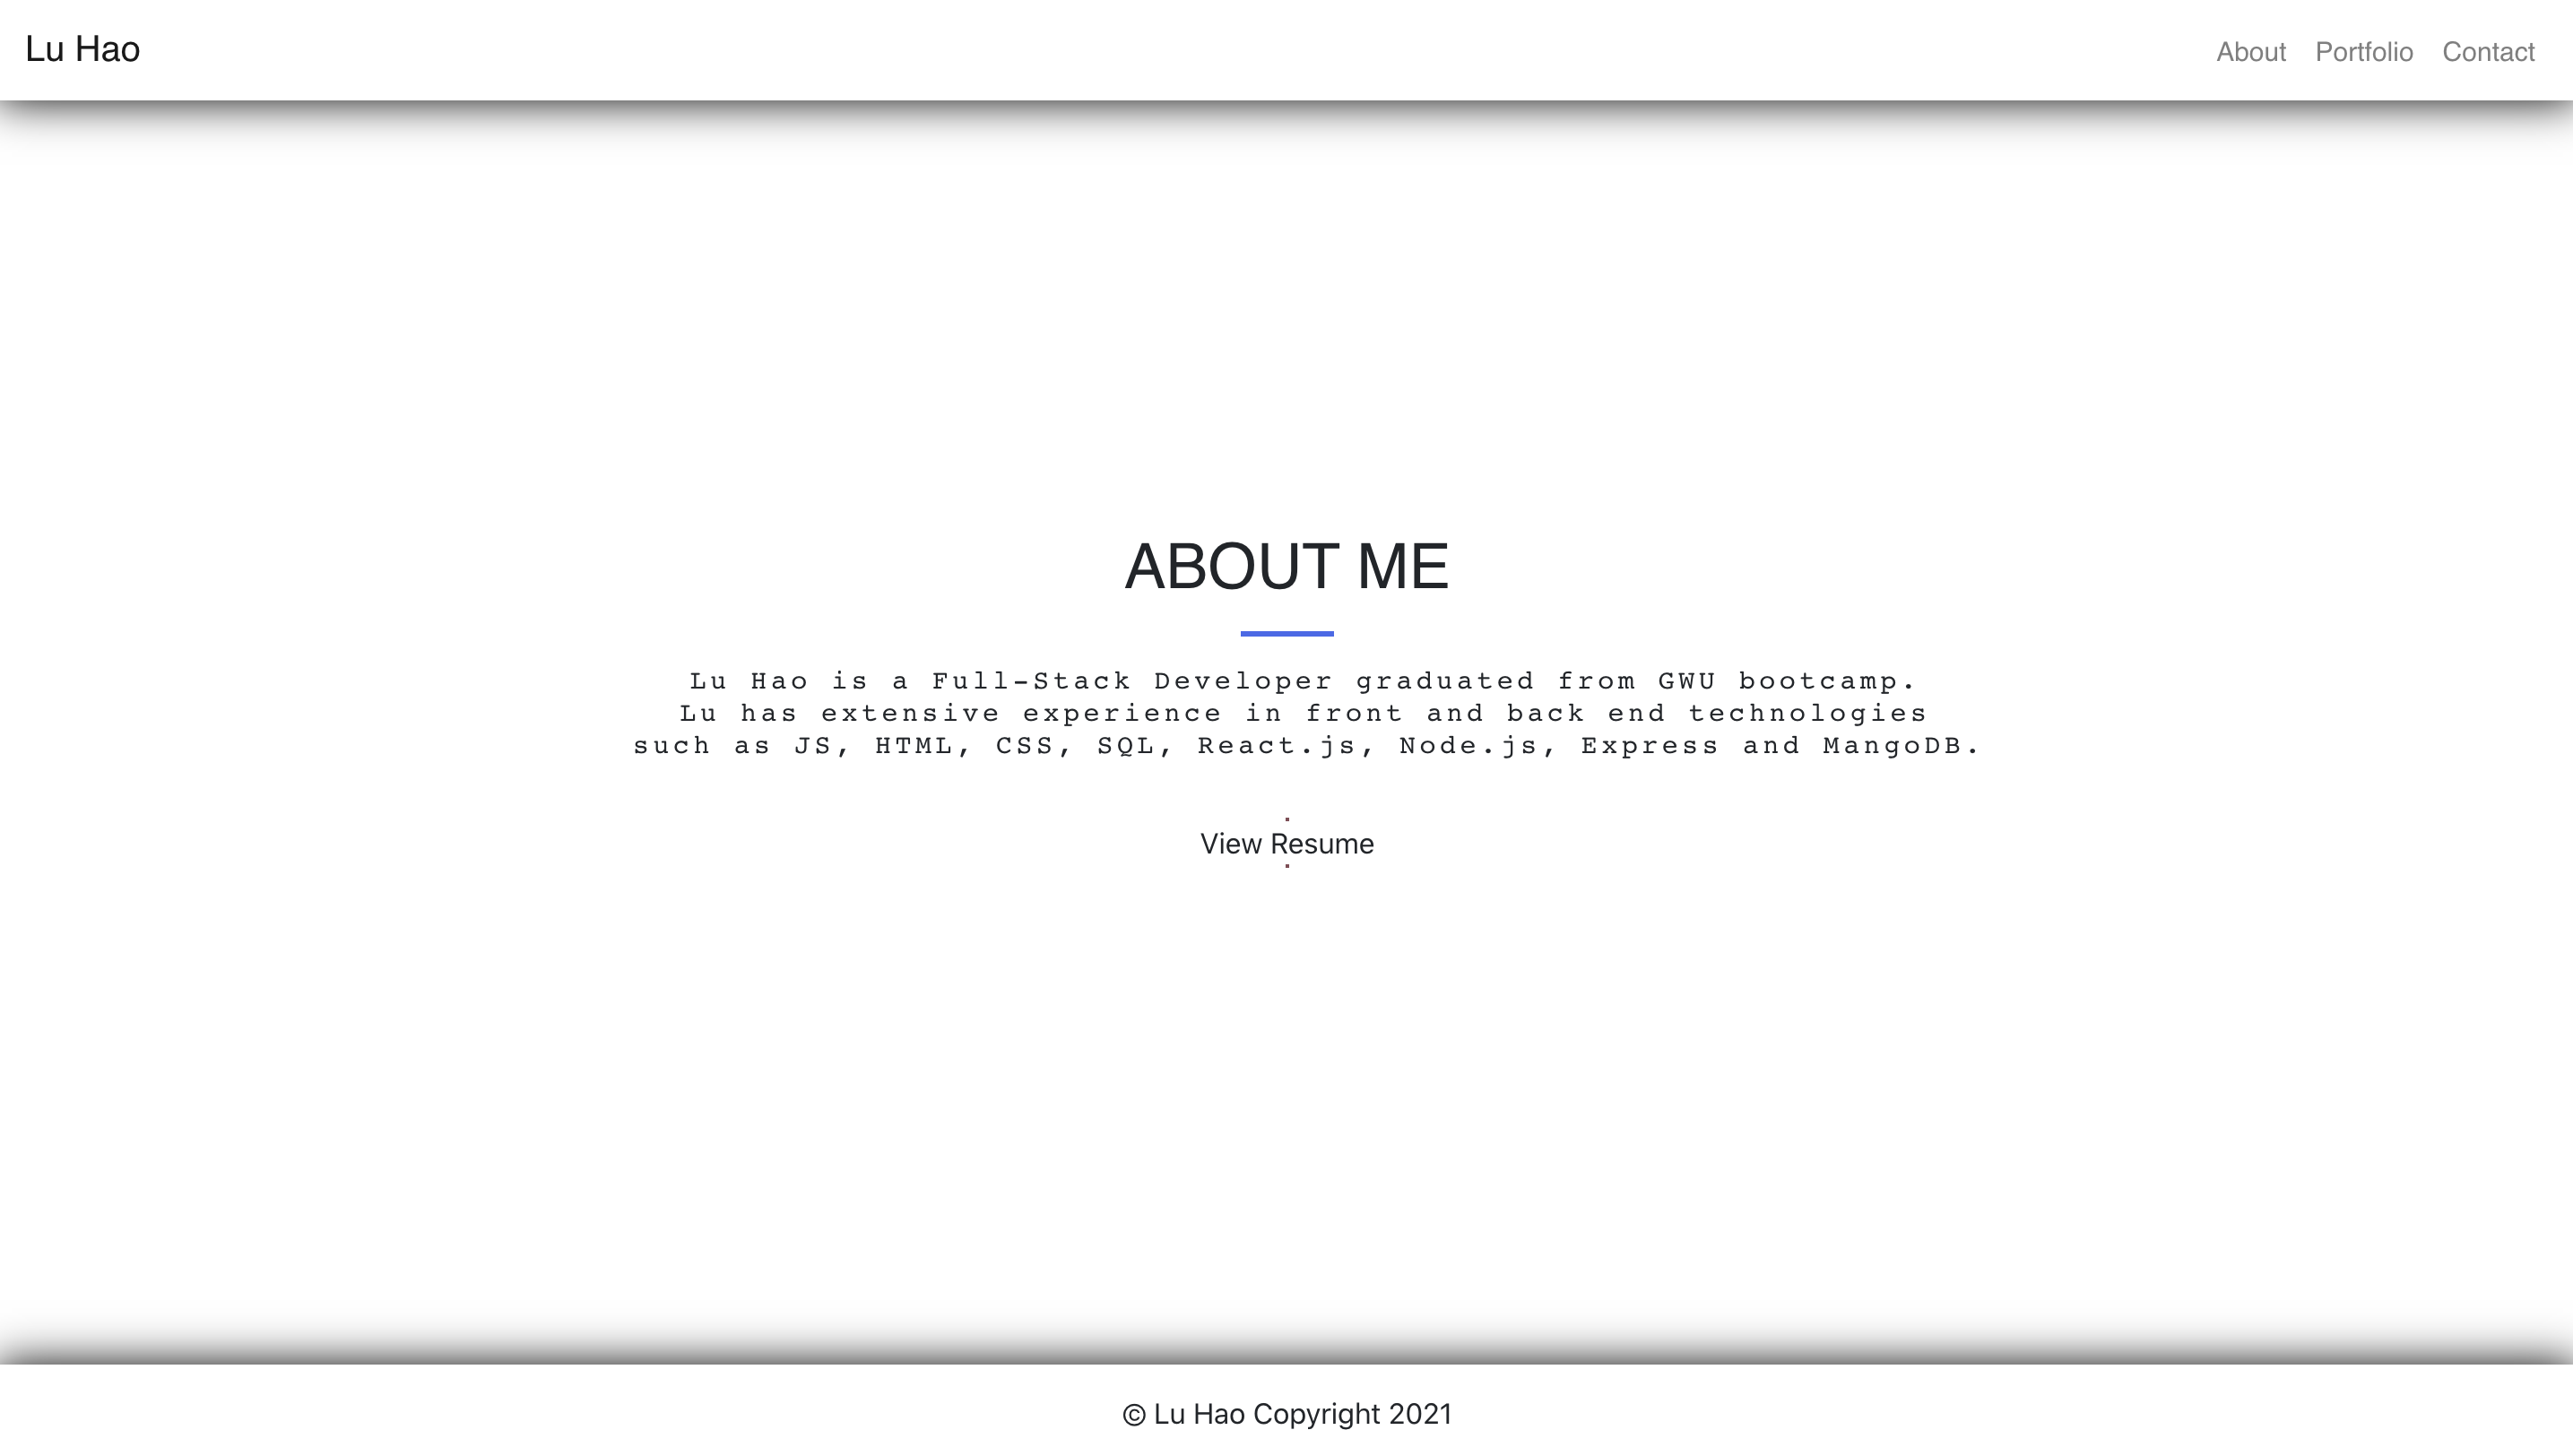 Lu Hao
About Portfolio Contact
ABOUT ME
Lu Hao is a Full-Stack Developer graduated from GWU bootcamp.
Lu has extensive experience in front and back end technologies
such as JS, HTML, CSS, SQL, React.js, Node.js, Express and MangoDB.
View Resume
© Lu Hao Copyright 2021